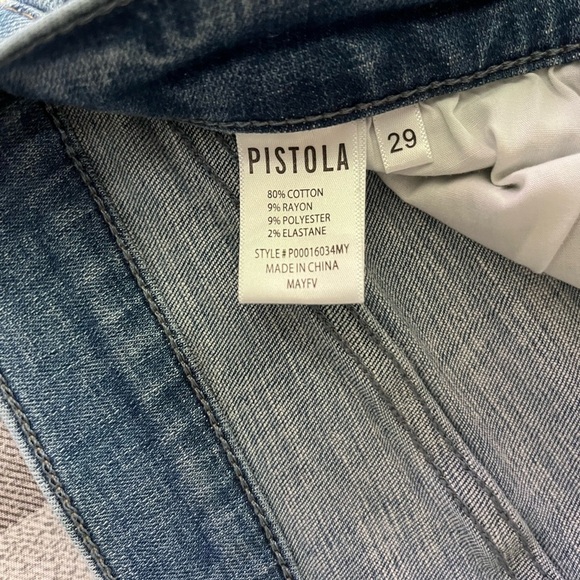 PISTOLA
29
80% COTTON
9% RAYON
9% POLYESTER
2% ELASTANE
STYLE # P00016034MY
MADE IN CHINA
MAYFV